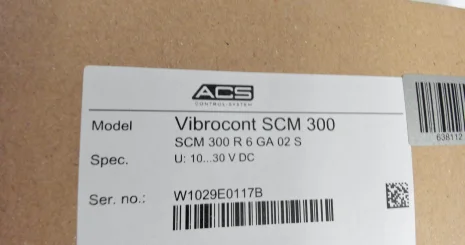 ACS
CONTROL-SYSTEM
Model Vibrocont SCM 300
SCM 300 R 6 GA 02 S
Spec. U: 10...30 V DC
Ser. no.: W1029E0117B
638112